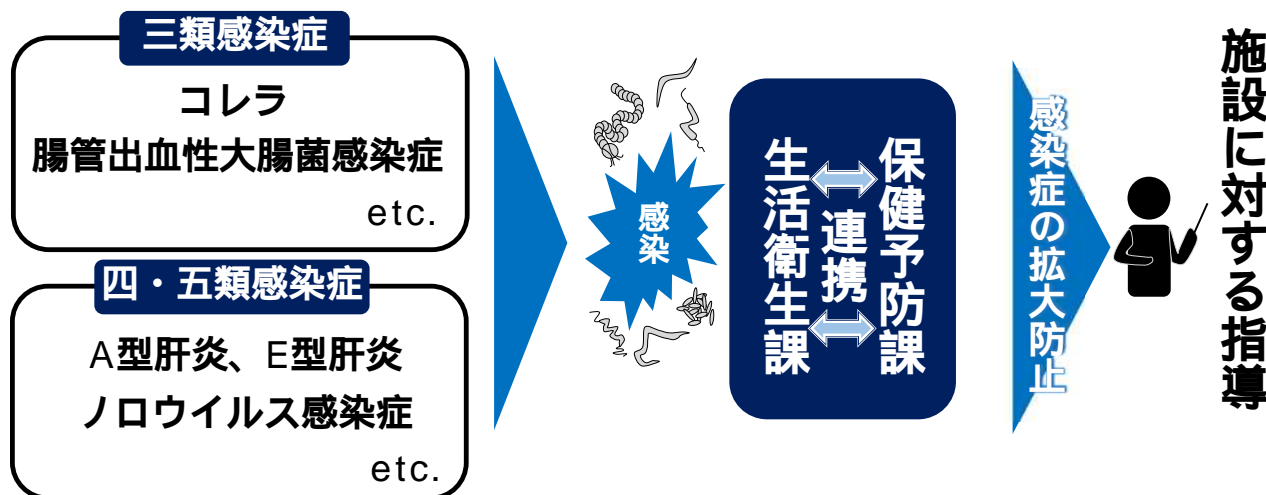 三類感染症
コレラ
腸管出血性大腸菌感染症
etc.
四・五類感染症
A型肝炎、E型肝炎
ノロウイルス感染症
etc.
感染
生活衛生課
連携
保健予防課
感染症の拡大防止
施設に対する指導